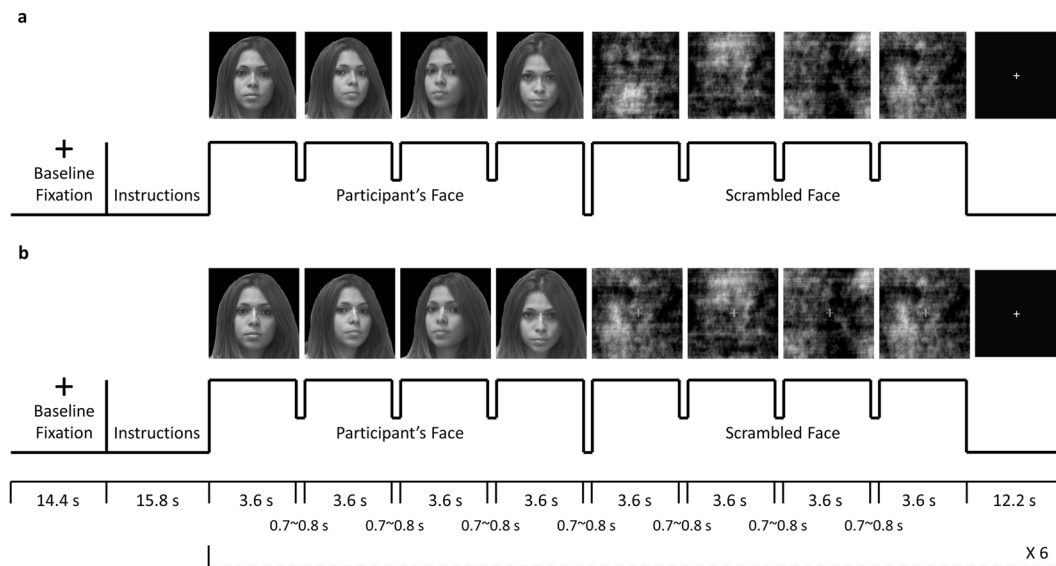 a
+
Baseline
Fixation
Instructions
Participant's Face
Scrambled Face
b
+
Baseline
Fixation
Instructions
Participant's Face
Scrambled Face
14.4 s 15.8 s 3.6 s 3.6 s 3.6 s 3.6 s 3.6 s 3.6 s 3.6 s 3.6 s 12.2 s
0.7~0.8 s 0.7~0.8 s 0.7~0.8 s 0.7~0.8 s 0.7~0.8 s 0.7~0.8 s 0.7~0.8 s
X 6